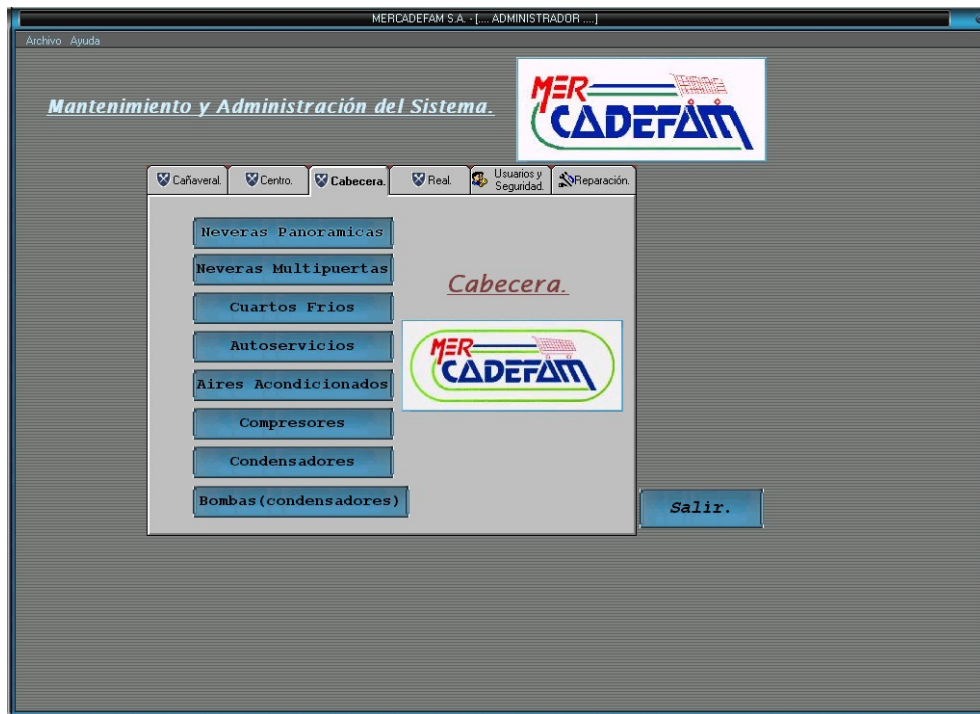 MERCADEFAM S.A. - [.... ADMINISTRADOR ....]
Archivo Ayuda
Mantenimiento y Administración del Sistema.
MER
CADEFAM
Cañaveral. Centro. Cabecera. Real. Usuarios y Seguridad. Reparación.
Neveras Panoramicas
Neveras Multipuertas
Cuartos Frios
Autoservicios
Aires Acondicionados
Compresores
Condensadores
Bombas(condensadores)
Cabecera.
MER
CADEFAM
Salir.